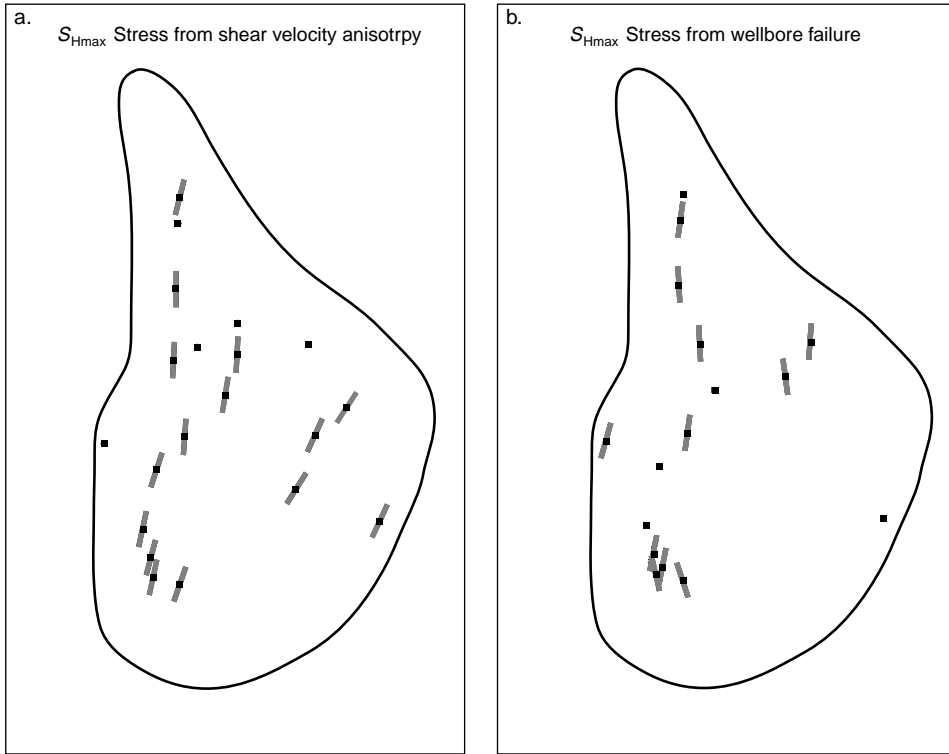 a.
SHmax Stress from shear velocity anisotrpy
b.
SHmax Stress from wellbore failure